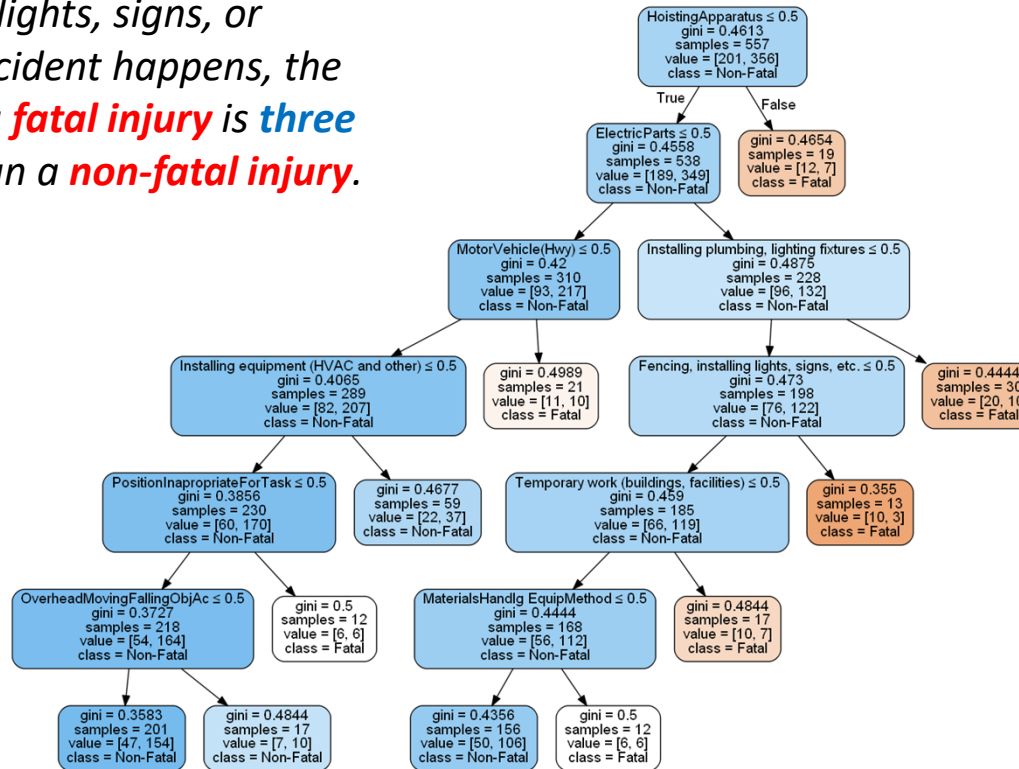 lights, signs, or
cident happens, the
fatal injury is three
an a non-fatal injury.
HoistingApparatus ≤ 0.5
gini = 0.4613
samples = 557
value = [201, 356]
class = Non-Fatal
True
False
ElectricParts ≤ 0.5
gini = 0.4558
samples = 538
value = [189, 349]
class = Non-Fatal
gini = 0.4654
samples = 19
value = [12, 7]
class = Fatal
MotorVehicle(Hwy) ≤ 0.5
gini = 0.42
samples = 310
value = [93, 217]
class = Non-Fatal
Installing plumbing, lighting fixtures ≤ 0.5
gini = 0.4875
samples = 228
value = [96, 132]
class = Non-Fatal
Installing equipment (HVAC and other) ≤ 0.5
gini = 0.4065
samples = 289
value = [82, 207]
class = Non-Fatal
gini = 0.4989
samples = 21
value = [11, 10]
class = Fatal
Fencing, installing lights, signs, etc. ≤ 0.5
gini = 0.473
samples = 198
value = [76, 122]
class = Non-Fatal
gini = 0.4444
samples = 30
value = [20, 10
class = Fatal
PositionInapropriateForTask ≤ 0.5
gini = 0.3856
samples = 230
value = [60, 170]
class = Non-Fatal
gini = 0.4677
samples = 59
value = [22, 37]
class = Non-Fatal
Temporary work (buildings, facilities) ≤ 0.5
gini = 0.459
samples = 185
value = [66, 119]
class = Non-Fatal
gini = 0.355
samples = 13
value = [10, 3]
class = Fatal
OverheadMovingFallingObjAc ≤ 0.5
gini = 0.3727
samples = 218
value = [54, 164]
class = Non-Fatal
gini = 0.5
samples = 12
value = [6, 6]
class = Fatal
MaterialsHandlg EquipMethod ≤ 0.5
gini = 0.4444
samples = 168
value = [56, 112]
class = Non-Fatal
gini = 0.4844
samples = 17
value = [10, 7]
class = Fatal
gini = 0.3583
samples = 201
value = [47, 154]
class = Non-Fatal
gini = 0.4844
samples = 17
value = [7, 10]
class = Non-Fatal
gini = 0.4356
samples = 156
value = [50, 106]
class = Non-Fatal
gini = 0.5
samples = 12
value = [6, 6]
class = Fatal